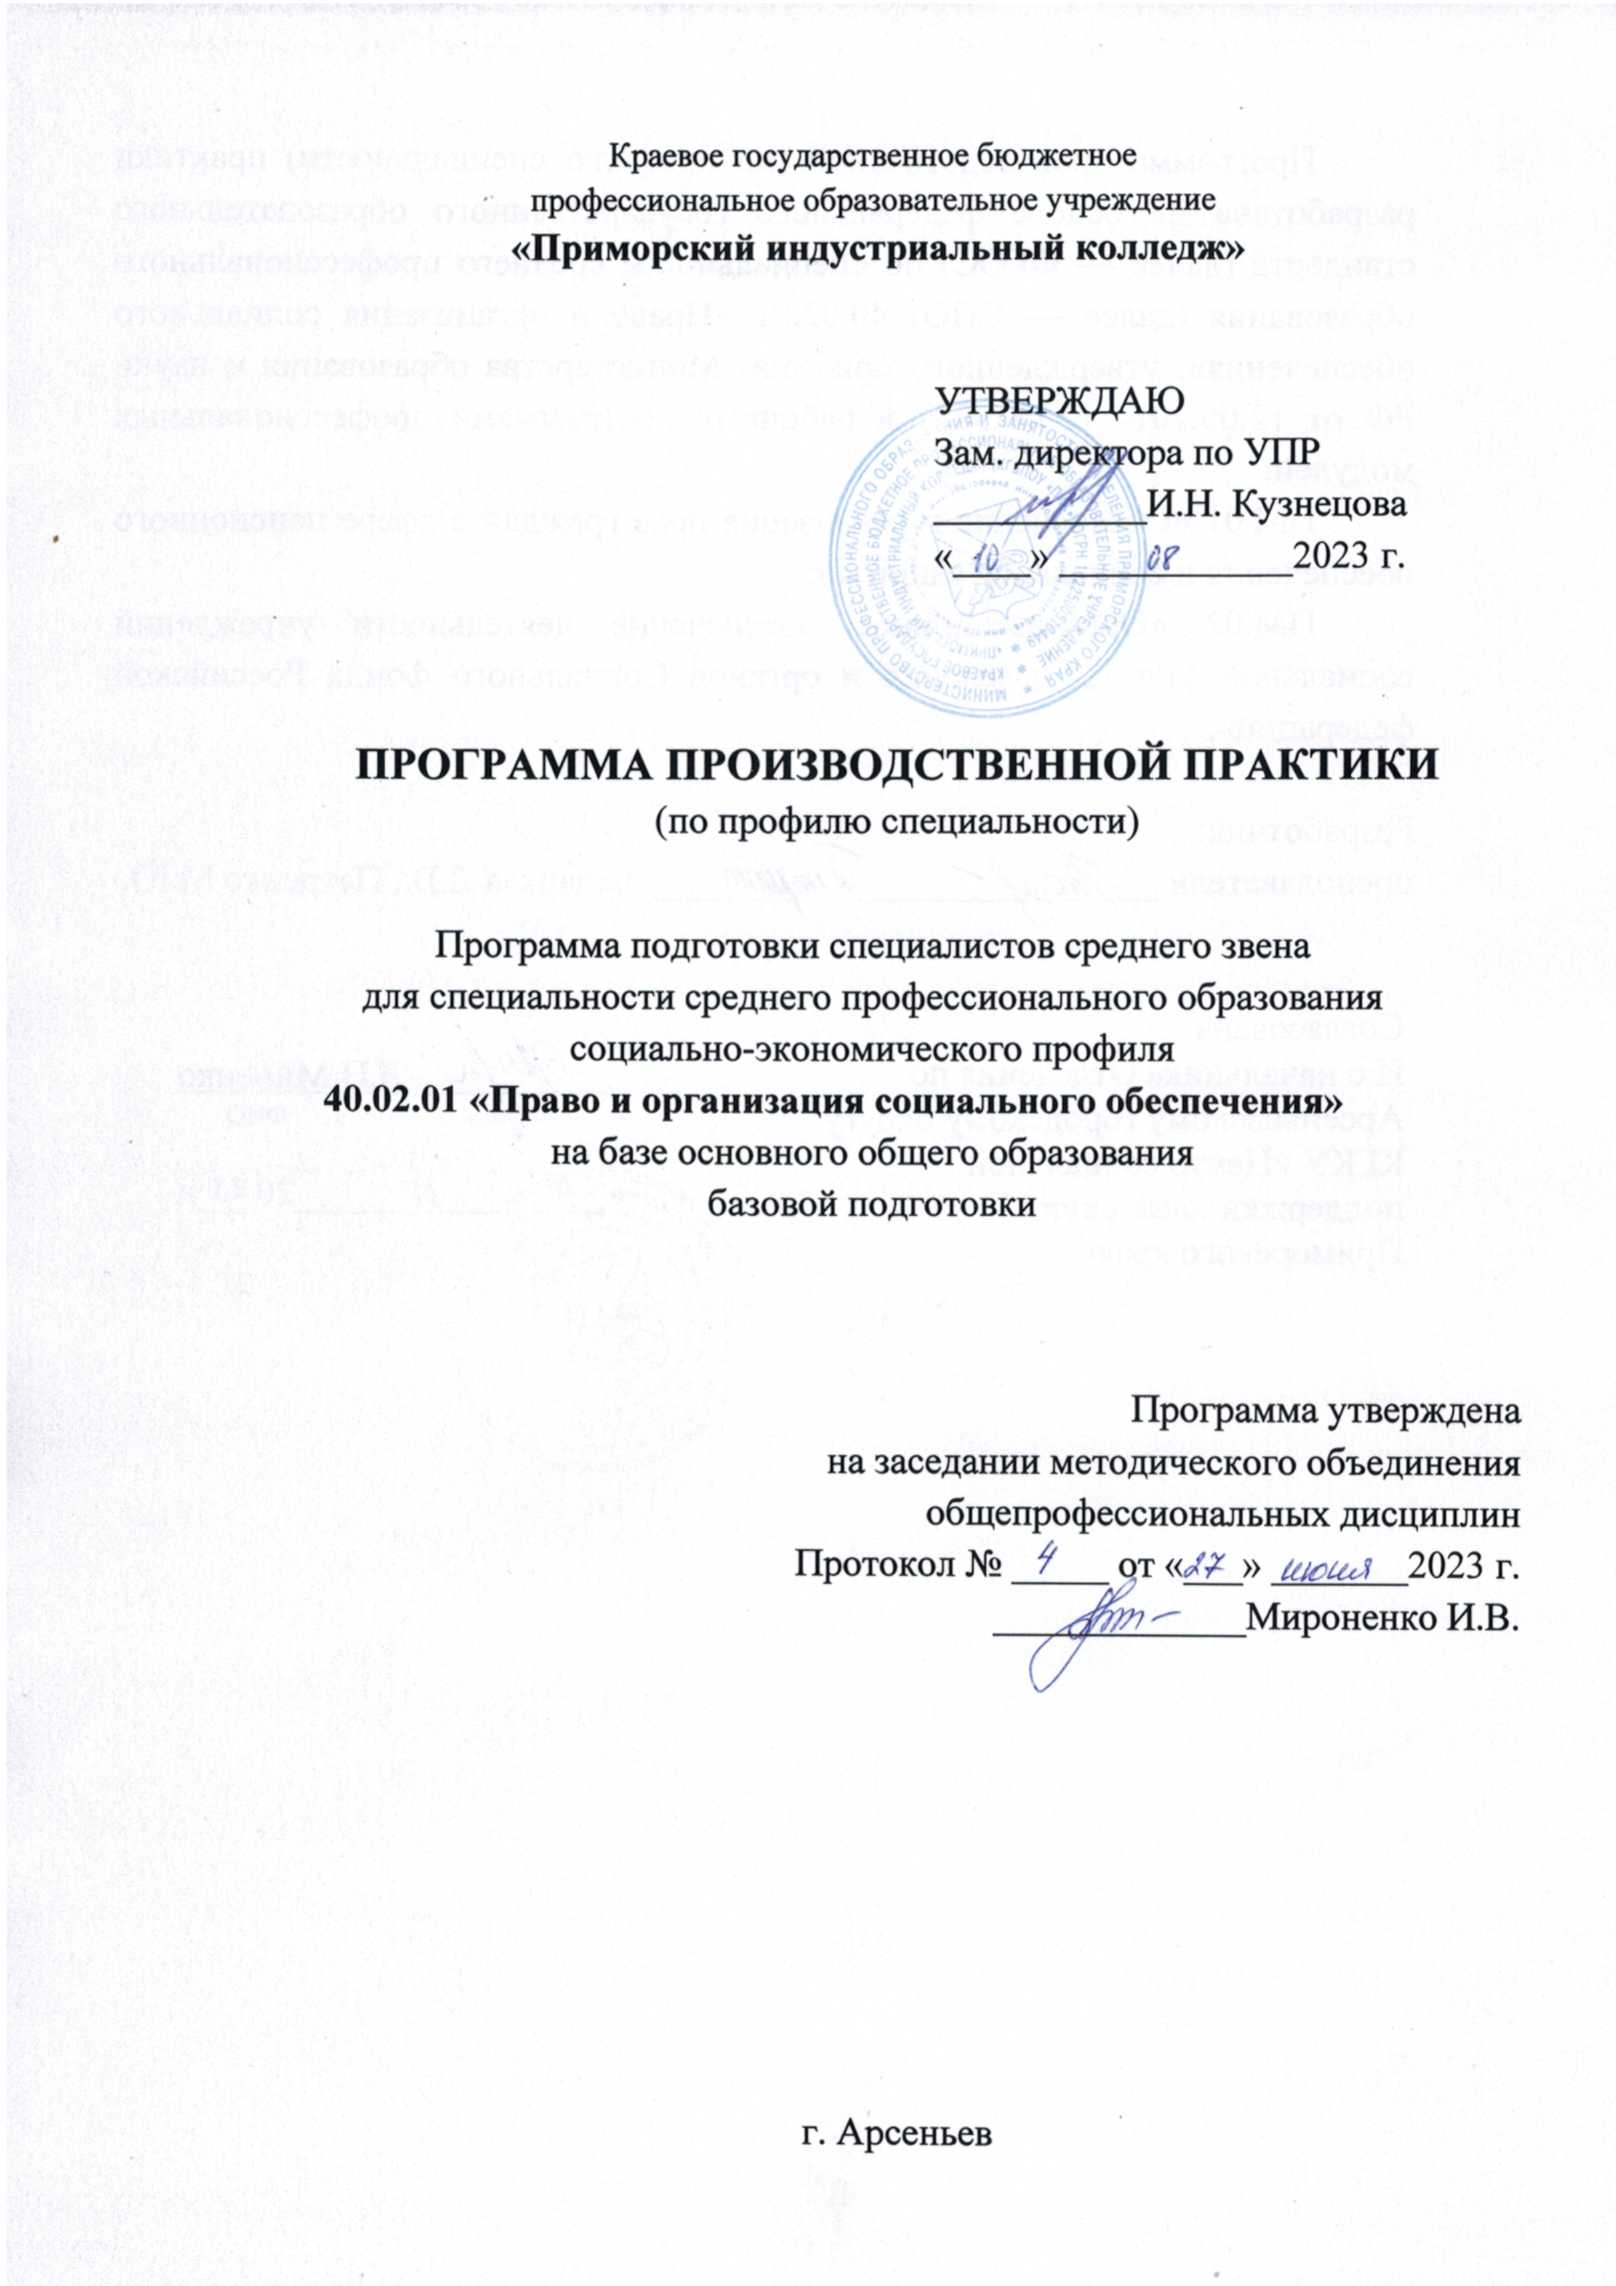 Краевое государственное бюджетное
профессиональное образовательное учреждение
«Приморский индустриальный колледж»
УТВЕРЖДАЮ
Зам. директора по УПР
И.Н. Кузнецова
«10» 08 2023 г.
ПРОГРАММА ПРОИЗВОДСТВЕННОЙ ПРАКТИКИ
(по профилю специальности)
Программа подготовки специалистов среднего звена
для специальности среднего профессионального образования
социально-экономического профиля
40.02.01 «Право и организация социального обеспечения»
на базе основного общего образования
базовой подготовки
Программа утверждена
на заседании методического объединения
общепрофессиональных дисциплин
Протокол № 4 от «27» июня 2023 г.
Мироненко И.В.
г. Арсеньев